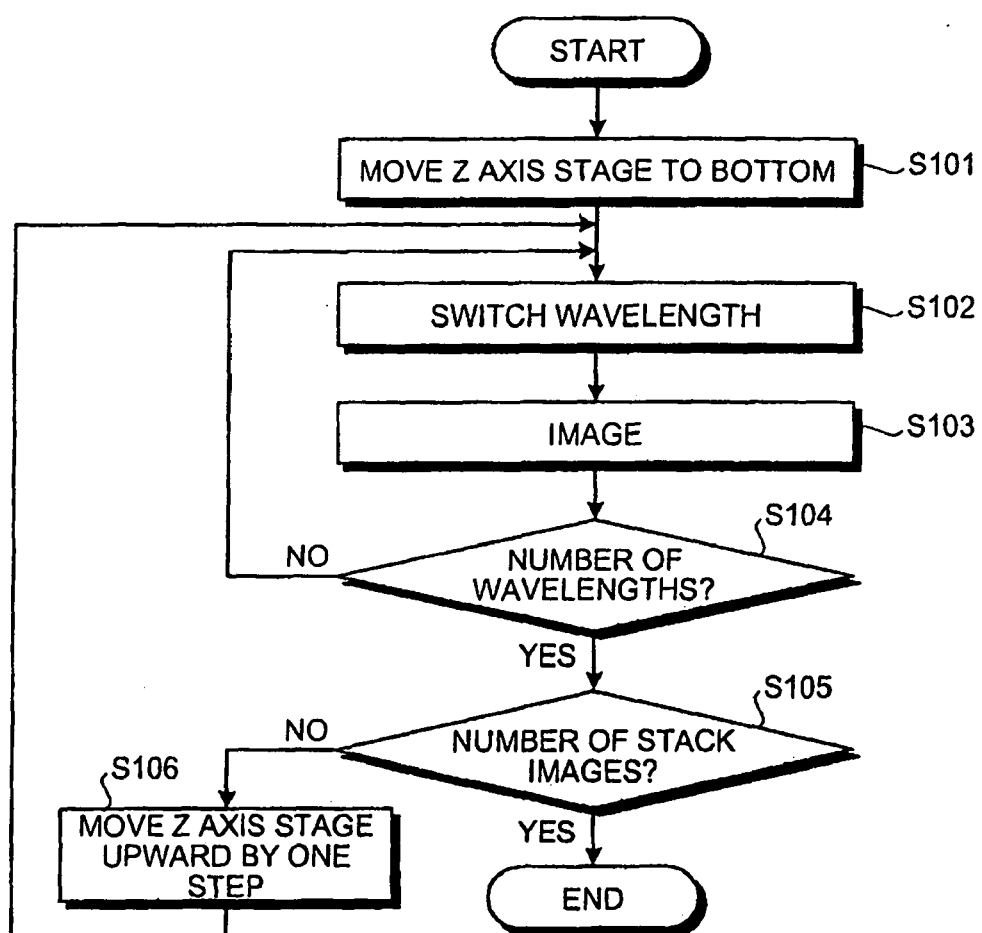 START
MOVE Z AXIS STAGE TO BOTTOM
S101
SWITCH WAVELENGTH
S102
IMAGE
S103
S104
NUMBER OF
WAVELENGTHS?
NO
YES
S105
NUMBER OF STACK
IMAGES?
NO
S106
MOVE Z AXIS STAGE
UPWARD BY ONE
STEP
YES
END